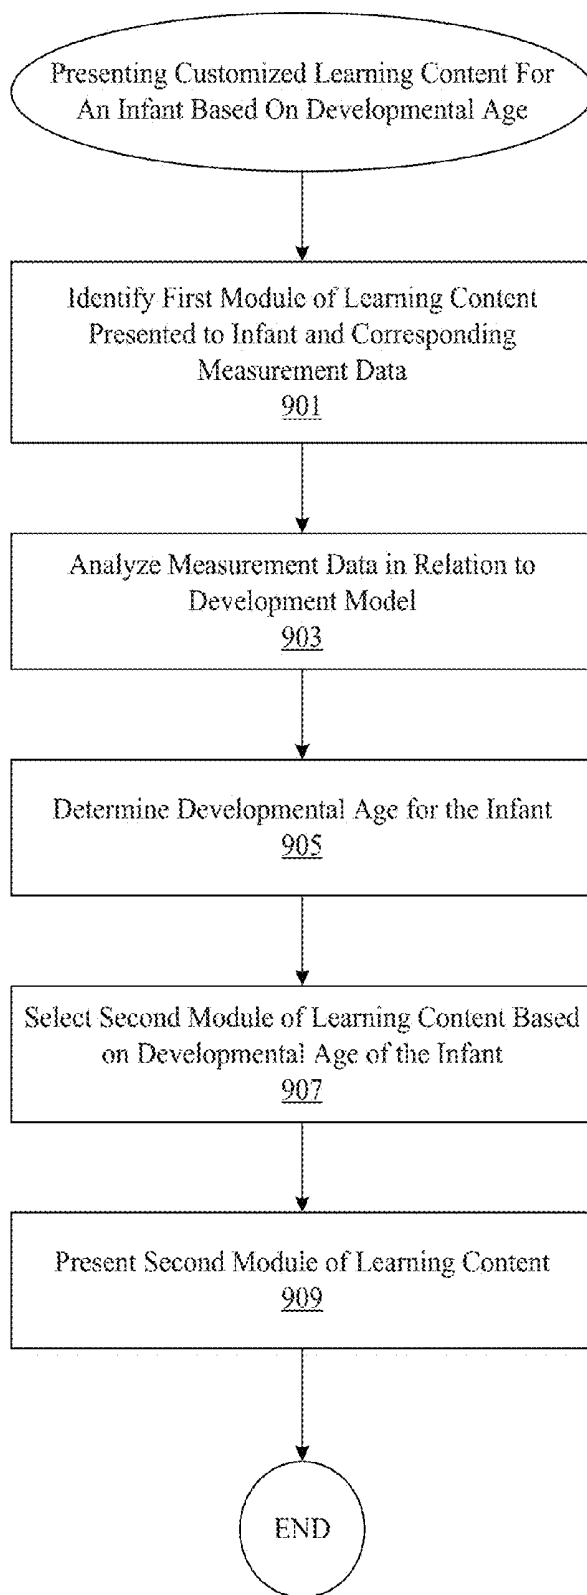 Presenting Customized Learning Content For
An Infant Based On Developmental Age
Identify First Module of Learning Content
Presented to Infant and Corresponding
Measurement Data
901
Analyze Measurement Data in Relation to
Development Model
903
Determine Developmental Age for the Infant
905
Select Second Module of Learning Content Based
on Developmental Age of the Infant
907
Present Second Module of Learning Content
909
END